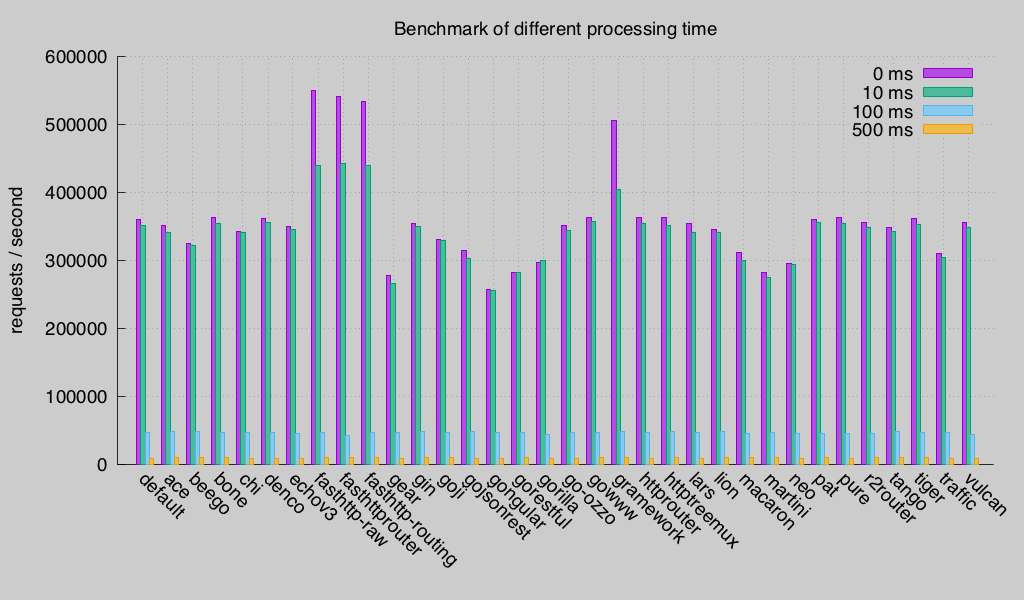 Benchmark of different processing time
requests / second
600000
500000
400000
300000
200000
100000
0
0 ms
10 ms
100 ms
500 ms
default
ace
beego
bone
chi
denco
echov3
fasthttp-raw
fasthttprouter
fasthttp-routing
gear
gin
goji
gojsonrest
gongular
gorestful
gorilla
go-ozzo
gowww
gramework
httprouter
httptreemux
lars
lion
macaron
martini
neo
pat
pure
r2router
tango
tiger
traffic
vulcan